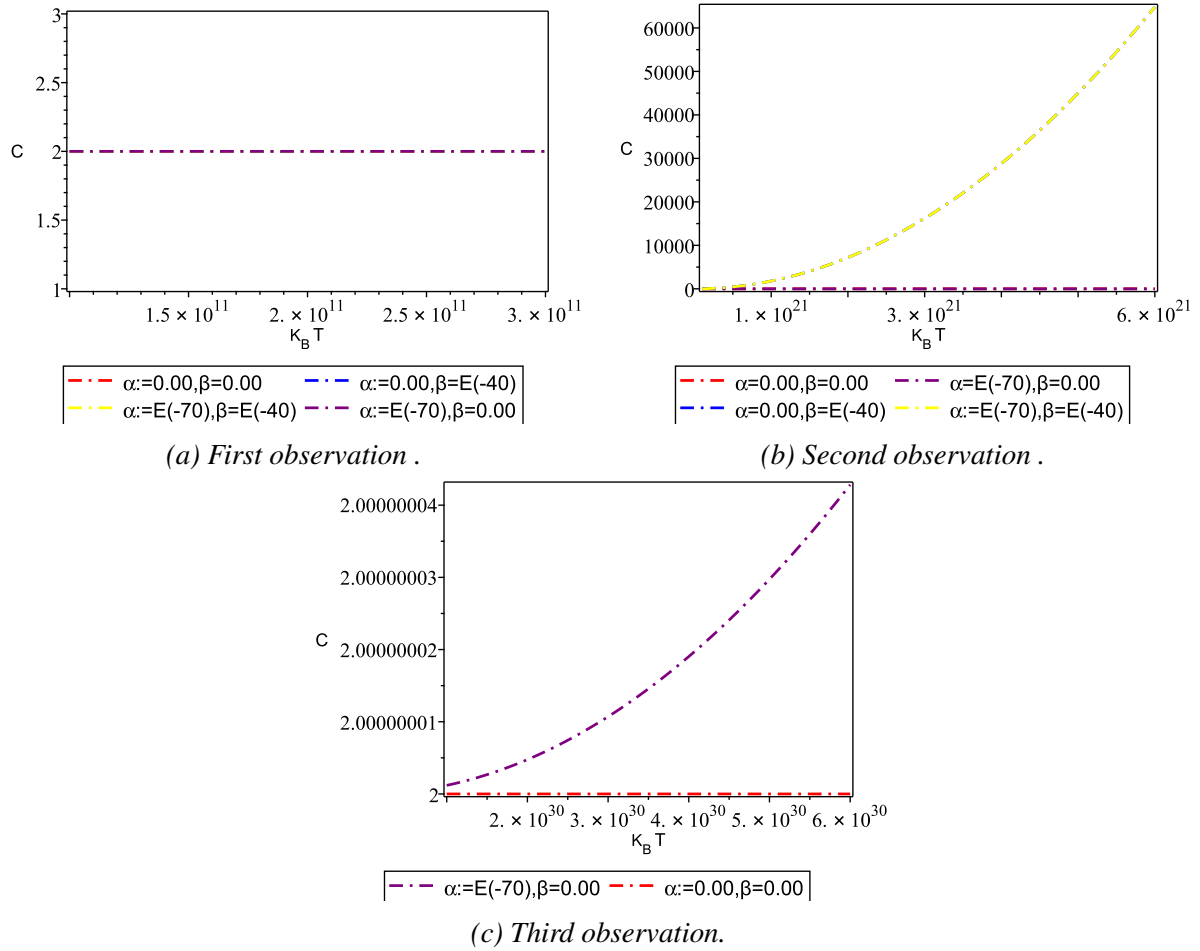 3
2.5
C 2
1.5
1
1.5 × 10^11 2. × 10^11 2.5 × 10^11 3. × 10^11
K_B T
α:=0.00,β=0.00 α:=0.00,β=E(-40)
α:=E(-70),β=E(-40) α:=E(-70),β=0.00
(a) First observation .
60000
50000
40000
C
30000
20000
10000
0
1. × 10^21 3. × 10^21 6. × 10^21
K_B T
α=0.00,β=0.00 α=E(-70),β=0.00
α=0.00,β=E(-40) α:=E(-70),β=E(-40)
(b) Second observation .
2.00000004
2.00000003
C
2.00000002
2.00000001
2
2. × 10^30 3. × 10^30 4. × 10^30 5. × 10^30 6. × 10^30
K_B T
α:=E(-70),β=0.00 α:=0.00,β=0.00
(c) Third observation.